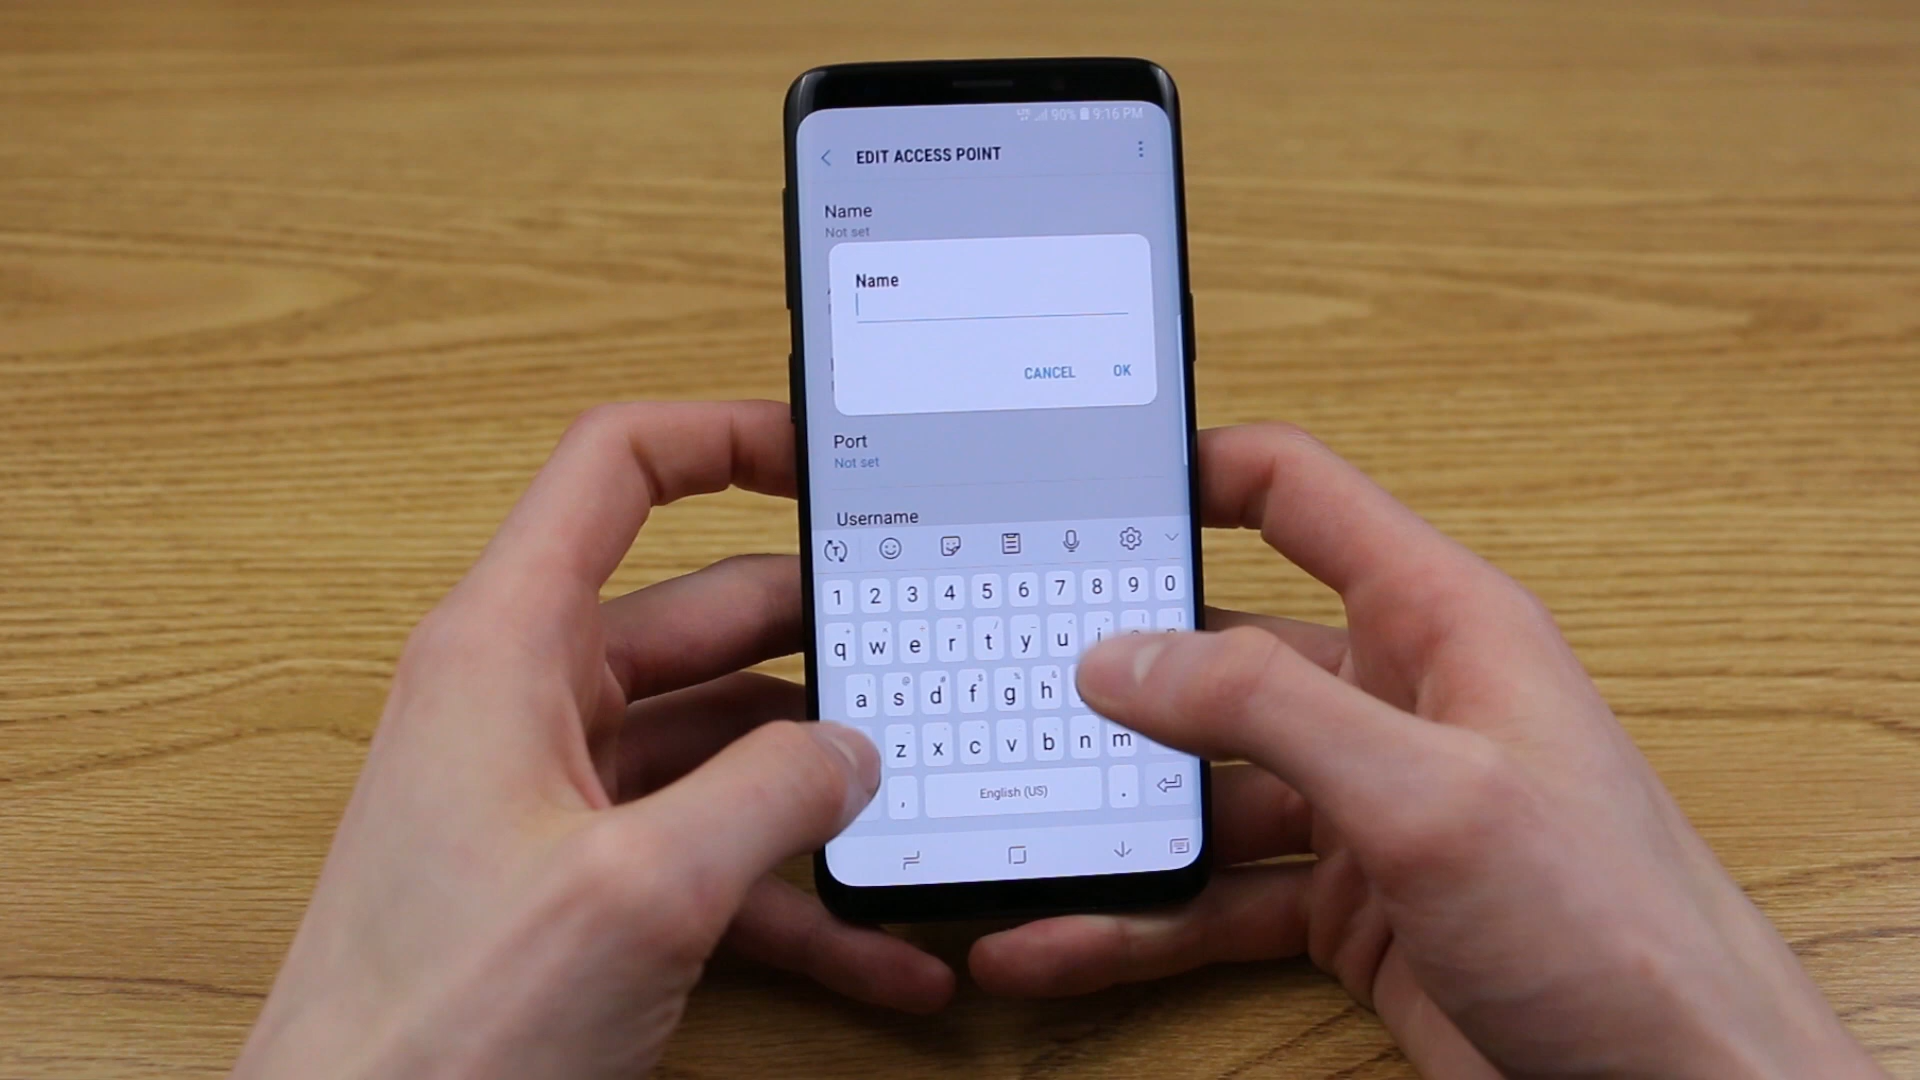 90% 9:16 PM
EDIT ACCESS POINT
Name
Not set
Name
CANCEL OK
Port
Not set
Username
1 2 3 4 5 6 7 8 9 0
q w e r t y u i
a s d f g h
z x c v b n m
, English (US) .